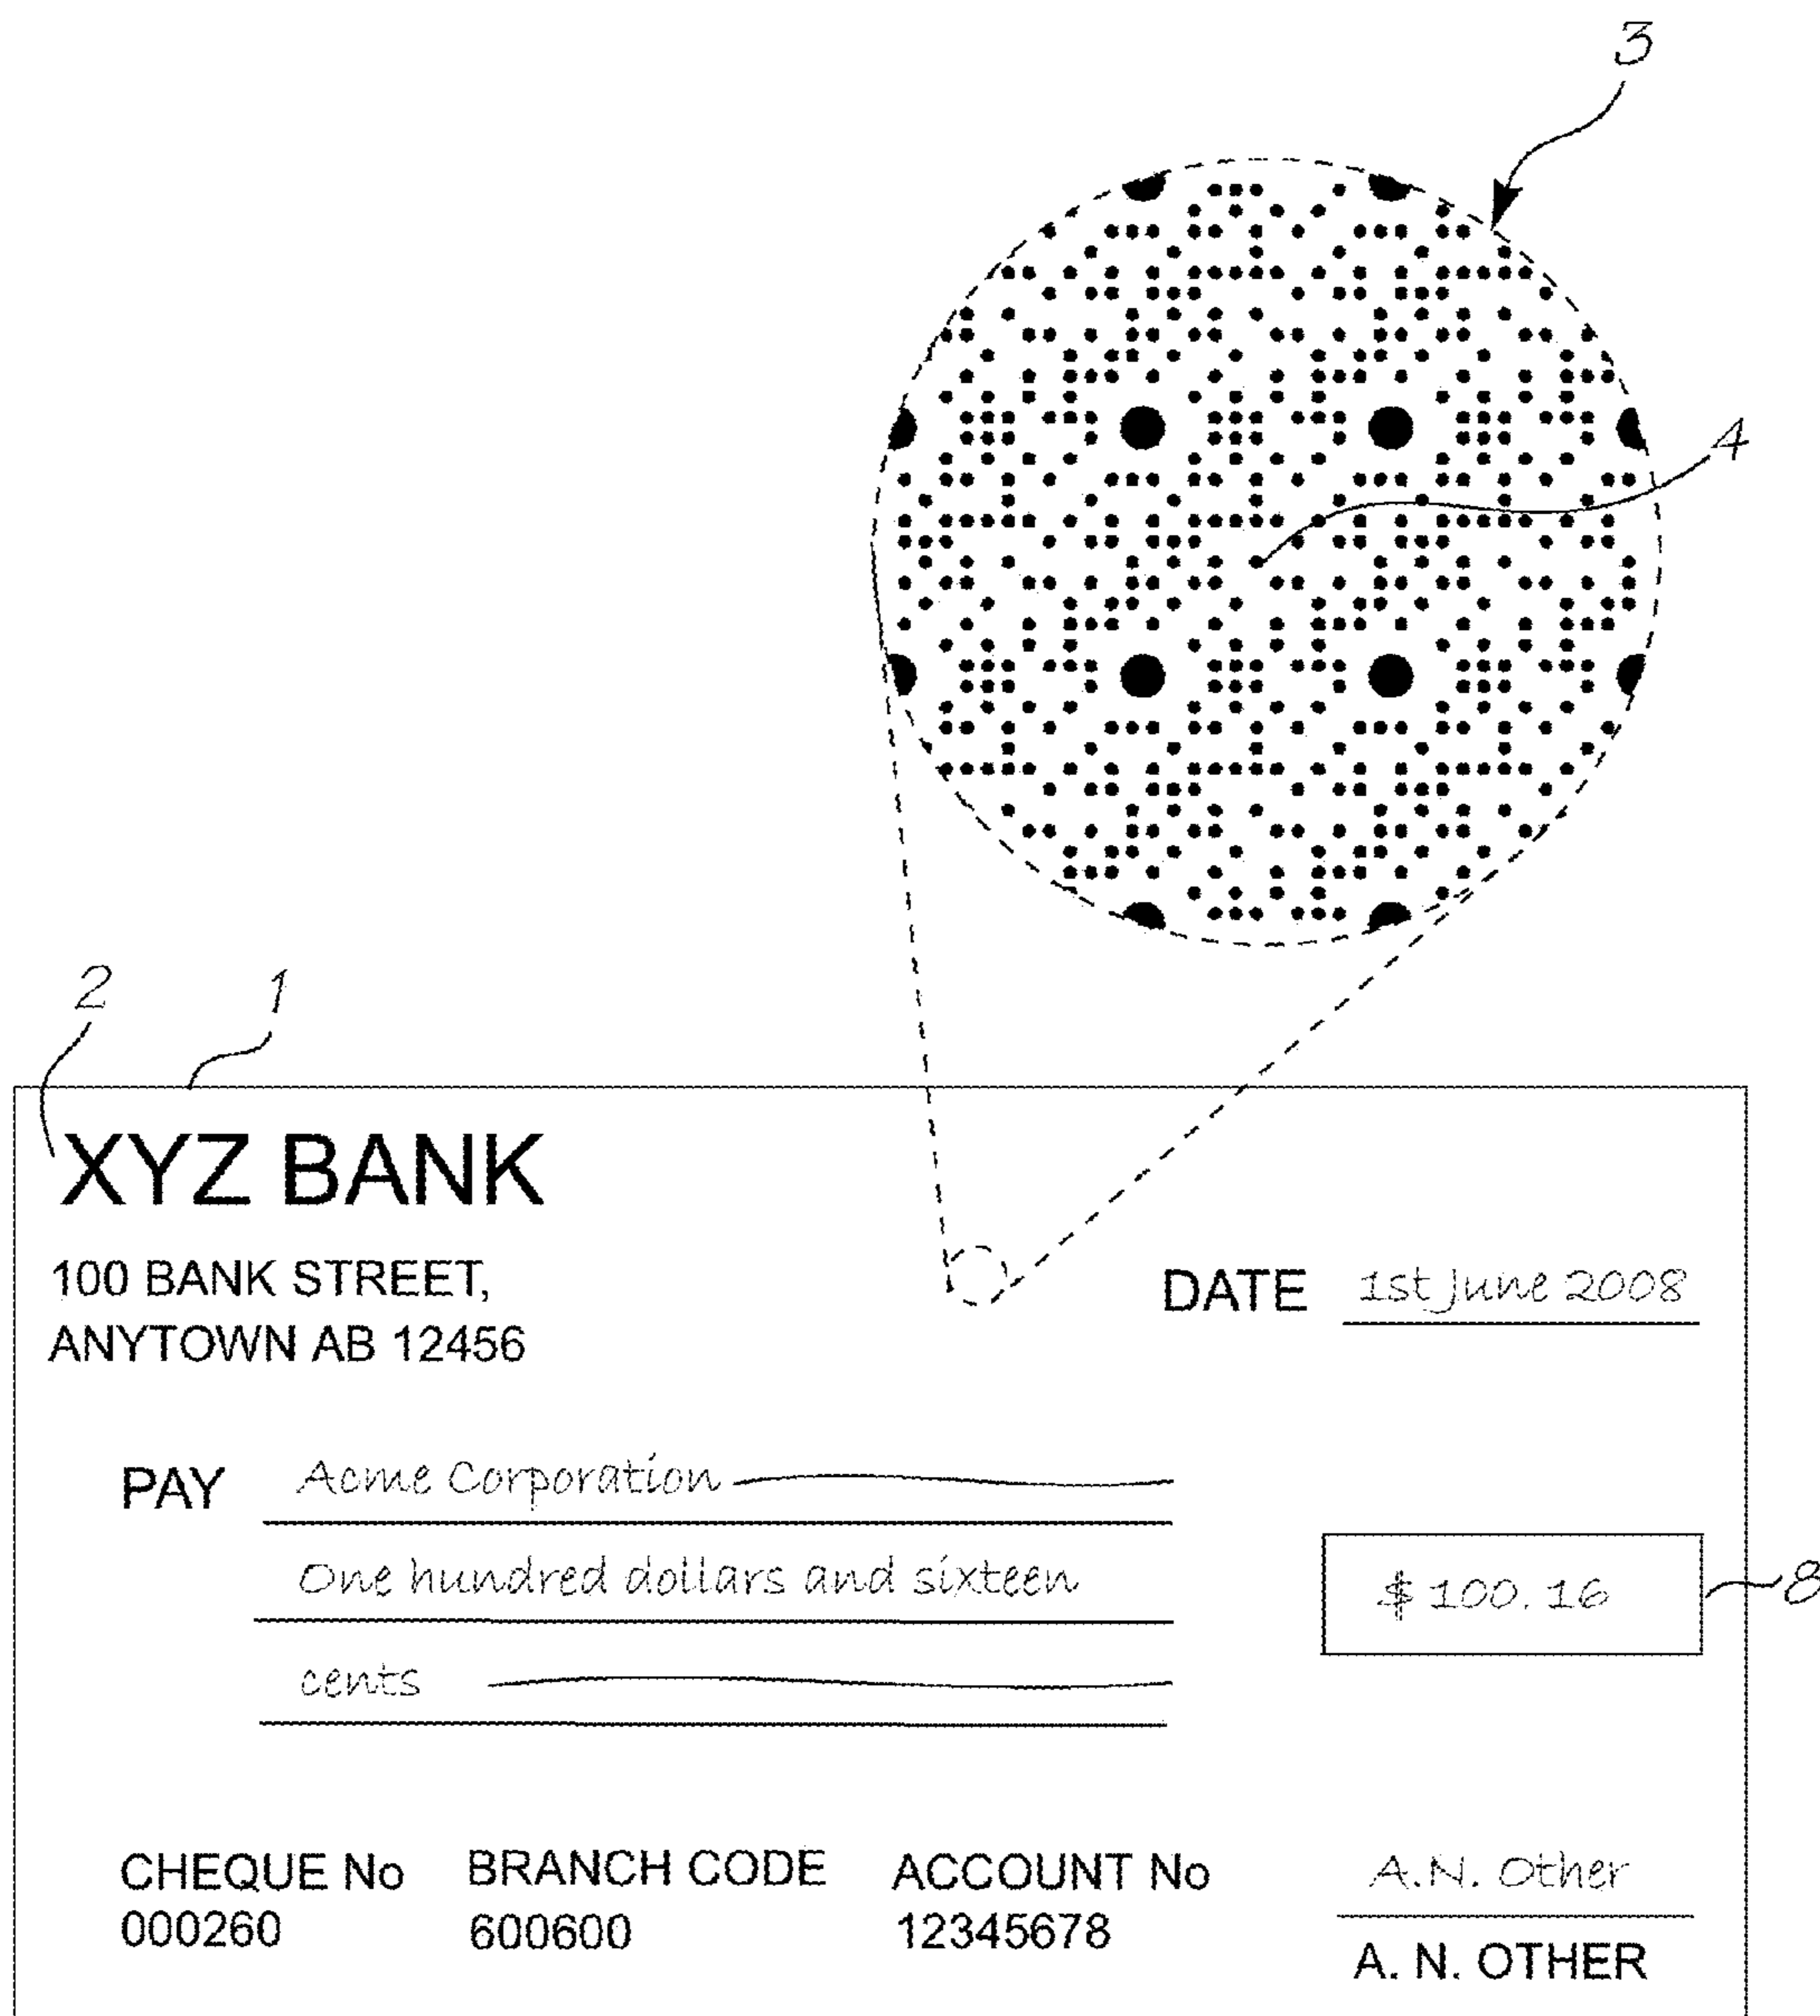 3
4
2 1
XYZ BANK
100 BANK STREET,
ANYTOWN AB 12456
DATE 1st June 2008
PAY Acme Corporation
One hundred dollars and sixteen
$100.16 8
cents
CHEQUE No BRANCH CODE ACCOUNT No A.N. Other
000260 600600 12345678
A. N. OTHER